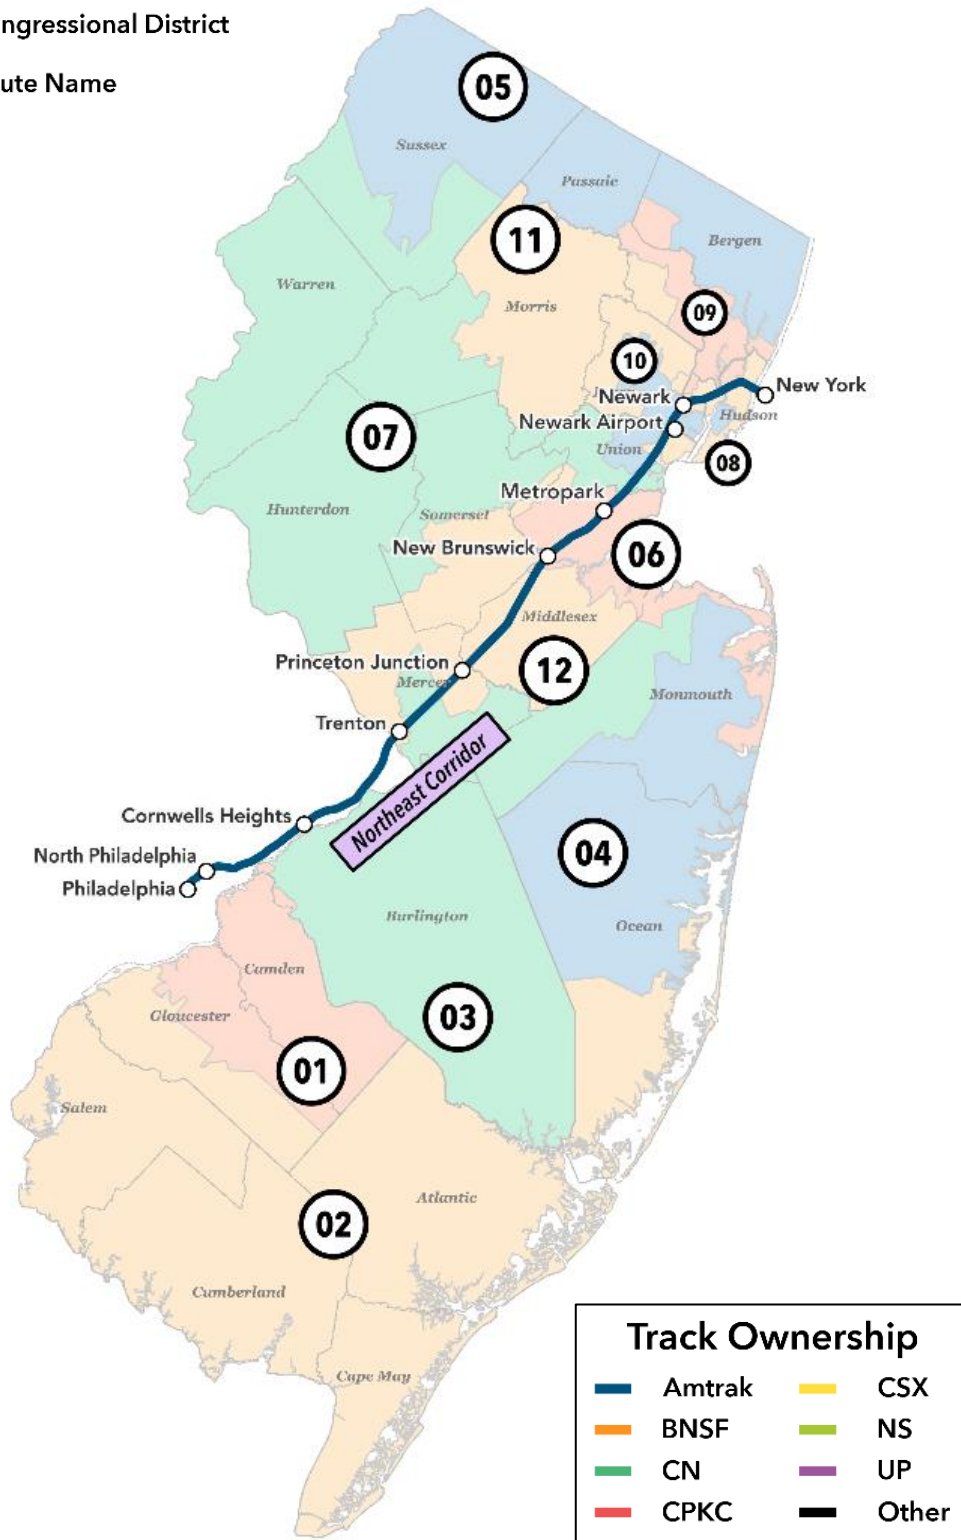 ngressional District
ute Name
05
Sussex
Passaic
11
Bergen
Warren
Morris
09
10
New York
Newark
Hudson
Newark Airport
07
Union
08
Metropark
Hunterdon
Somerset
New Brunswick
06
Middlesex
Princeton Junction
12
Mercer
Monmouth
Trenton
Northeast Corridor
Cornwells Heights
North Philadelphia
04
Philadelphia
Burlington
Ocean
Camden
Gloucester
03
01
Salem
Atlantic
02
Cumberland
Cape May
Track Ownership
Amtrak CSX
BNSF NS
CN UP
CPKC Other